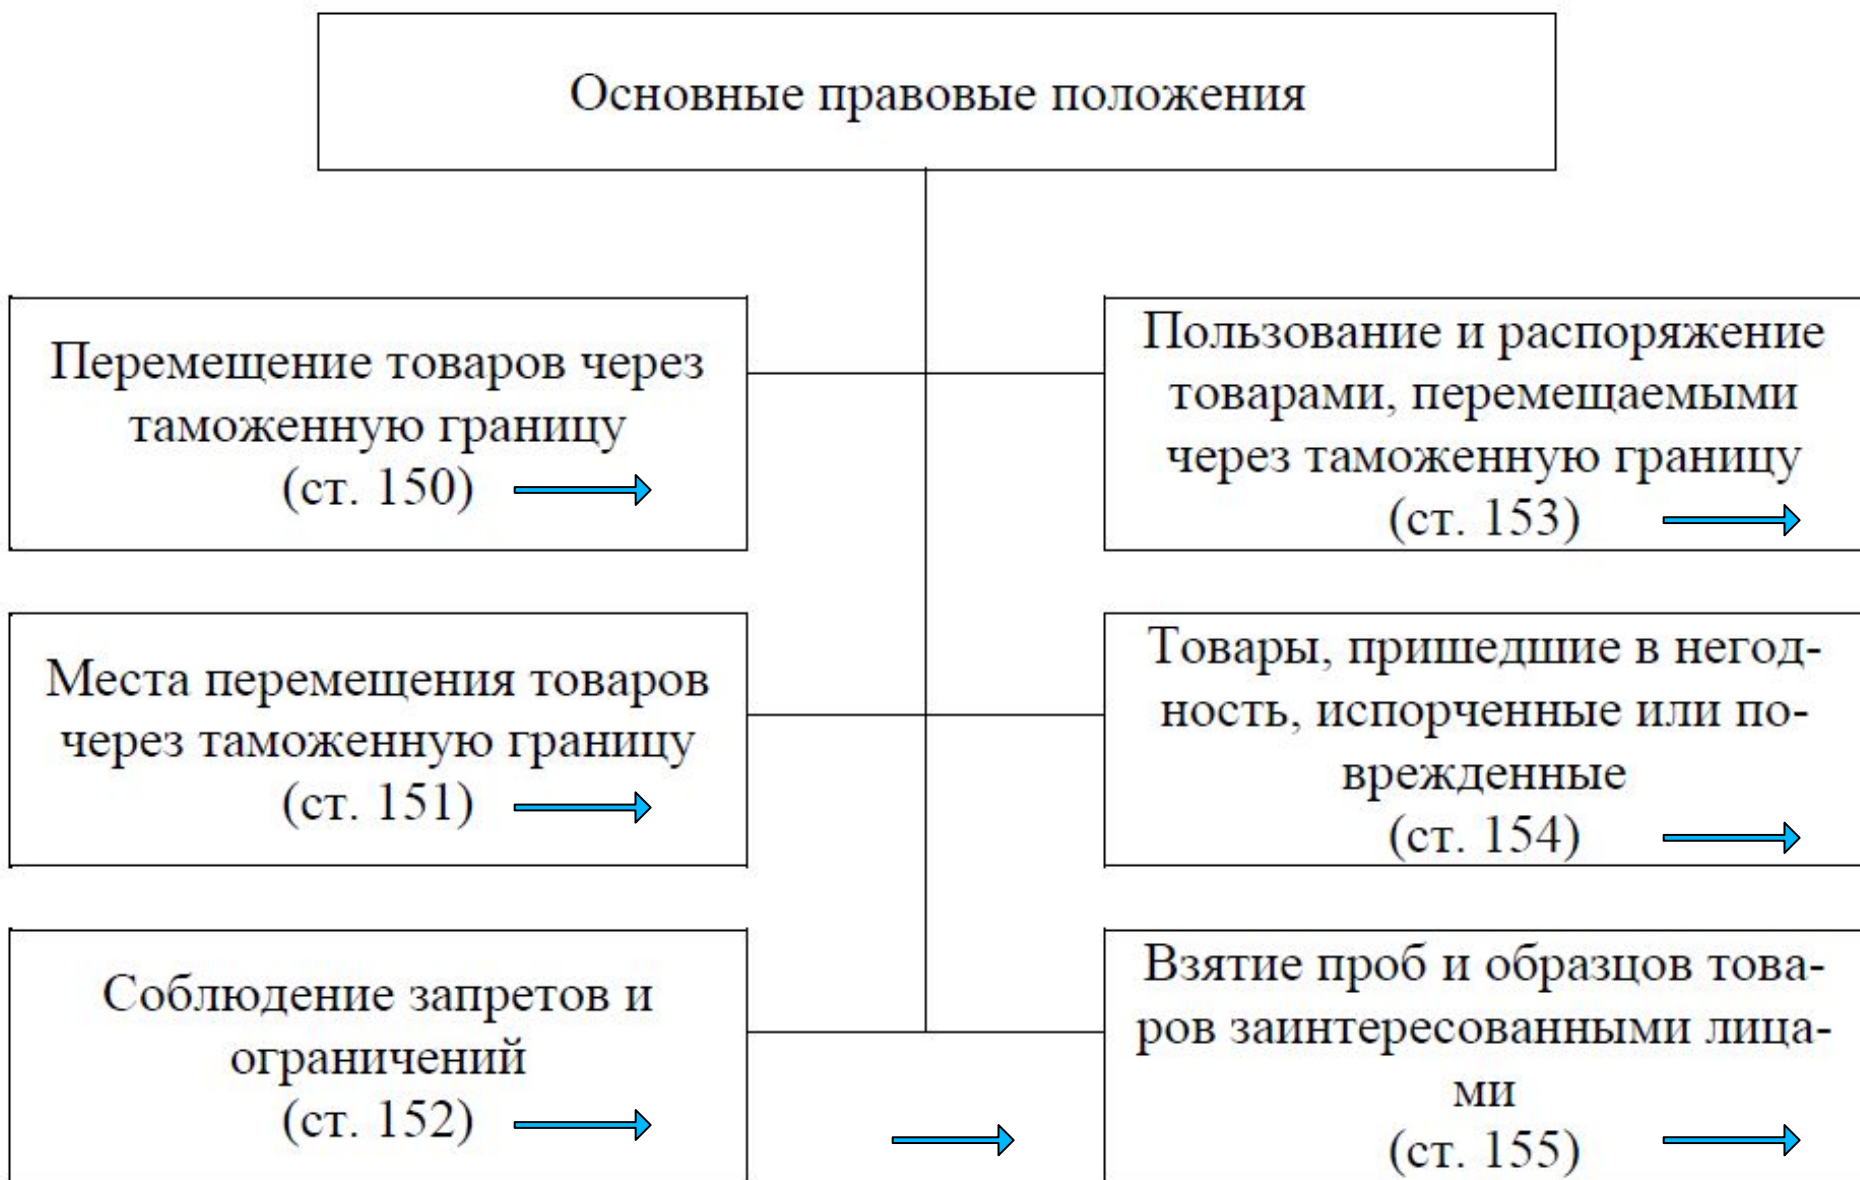 Основные правовые положения
Перемещение товаров через
таможенную границу
(ст. 150)
Места перемещения товаров
через таможенную границу
(ст. 151)
Соблюдение запретов и
ограничений
(ст. 152)
Пользование и распоряжение
товарами, перемещаемыми
через таможенную границу
(ст. 153)
Товары, пришедшие в негод-
ность, испорченные или по-
врежденные
(ст. 154)
Взятие проб и образцов това-
ров заинтересованными лица-
ми
(ст. 155)